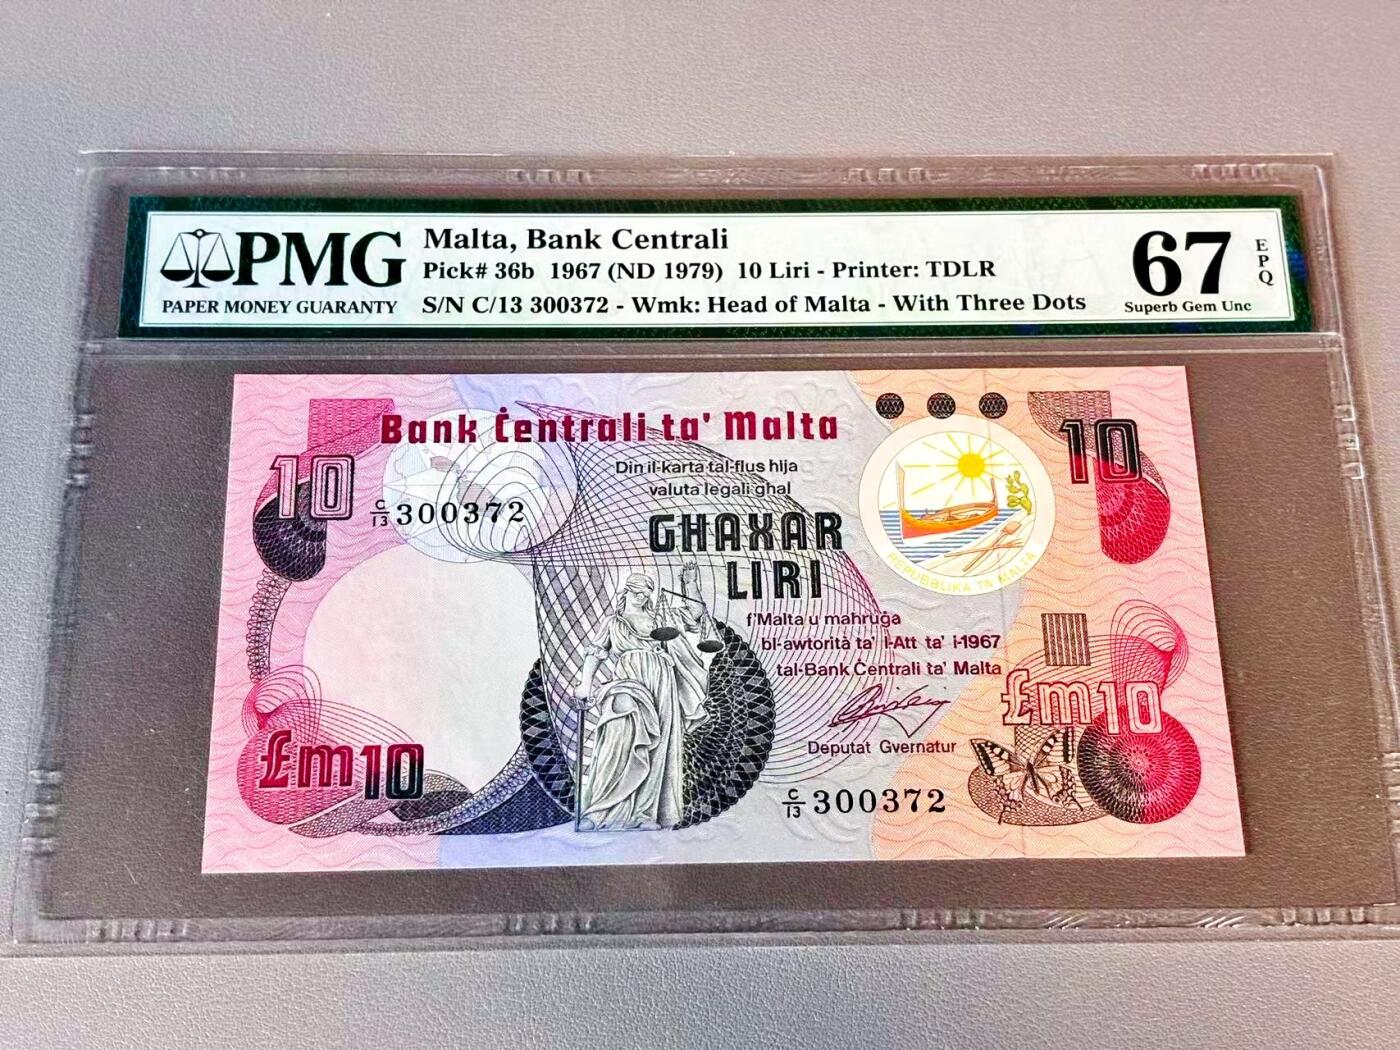 PMG
PAPER MONEY GUARANTY
Malta, Bank Centrali
Pick# 36b 1967 (ND 1979) 10 Liri - Printer: TDLR
S/N C/13 300372 - Wmk: Head of Malta - With Three Dots
67
EPQ
Superb Gem Unc
Bank Ċentrali ta' Malta
10
10
Din il-karta tal-flus hija
valuta legali għal
C/13 300372
GĦAXAR
LIRI
REPUBBLIKA TA MALTA
f'Malta u maħruġa
bl-awtorità ta' l-Att ta' l-1967
tal-Bank Ċentrali ta' Malta
£m10
£m10
Deputat Gvernatur
C/13 300372